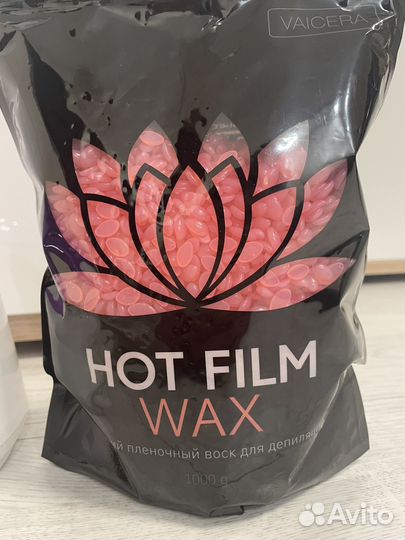 VAICERA
HOT FILM
WAX
пленочный воск для
1000 g
Avito